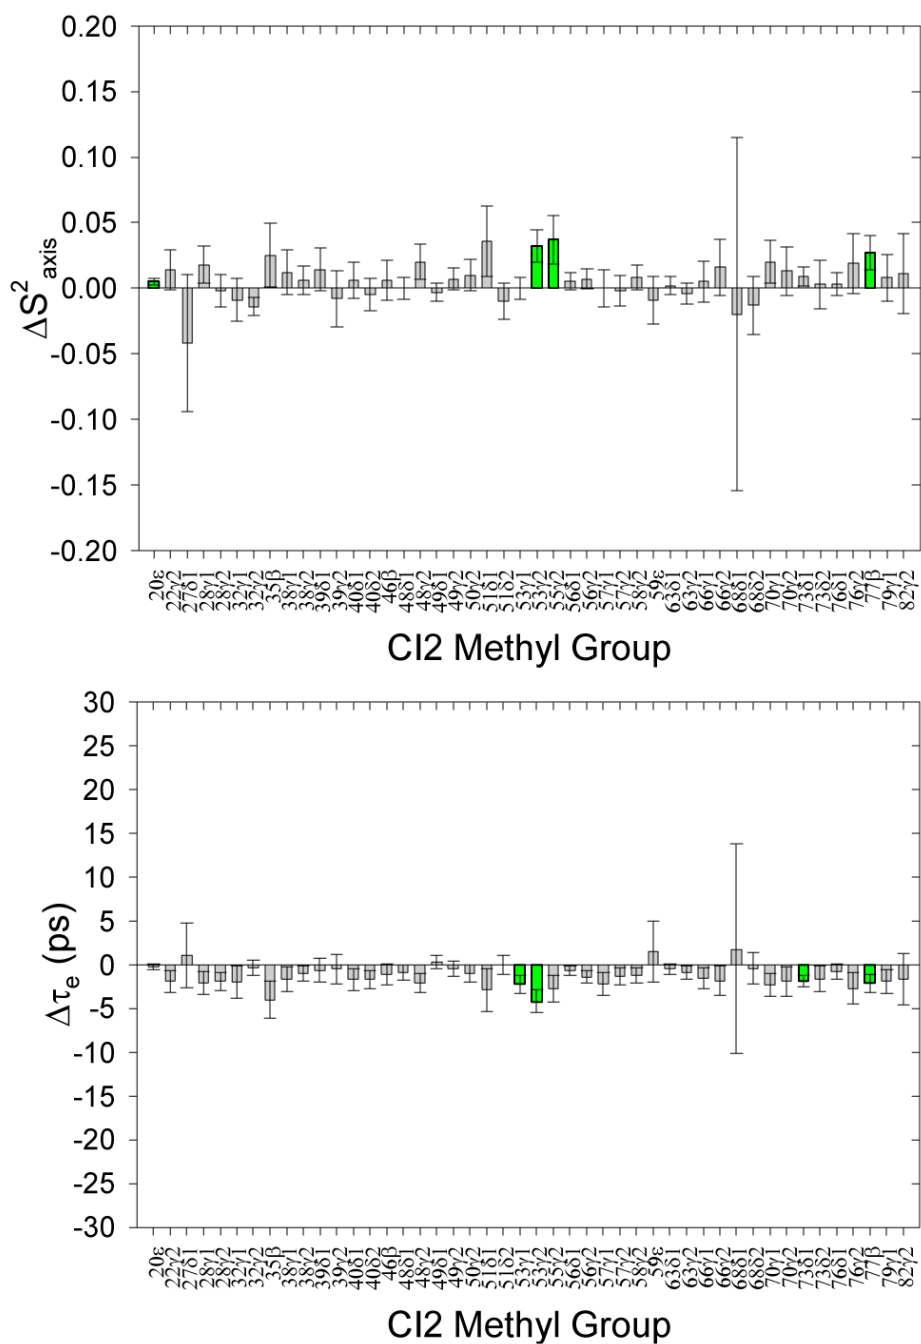 0.20
0.15
0.10
0.05
0.00
-0.05
-0.10
-0.15
-0.20
ΔS²axis
20ε
22γ2
27δ1
28γ1
28γ2
32γ1
32γ2
35β
38γ1
38γ2
39δ1
39γ2
40δ1
40δ2
46β
48δ1
48γ2
49δ1
49γ2
50γ2
51δ1
51δ2
53γ1
53γ2
55γ2
56δ1
56γ2
57γ1
57γ2
58γ2
59ε
63δ1
63γ2
66γ1
66γ2
68δ1
68δ2
70γ1
70γ2
73δ1
73δ2
76δ1
76γ2
77β
79γ1
82γ2
CI2 Methyl Group
30
25
20
15
10
5
0
-5
-10
-15
-20
-25
-30
Δτe (ps)
20ε
22γ2
27δ1
28γ1
28γ2
32γ1
32γ2
35β
38γ1
38γ2
39δ1
39γ2
40δ1
40δ2
46β
48δ1
48γ2
49δ1
49γ2
50γ2
51δ1
51δ2
53γ1
53γ2
55γ2
56δ1
56γ2
57γ1
57γ2
58γ2
59ε
63δ1
63γ2
66γ1
66γ2
68δ1
68δ2
70γ1
70γ2
73δ1
73δ2
76δ1
76γ2
77β
79γ1
82γ2
CI2 Methyl Group